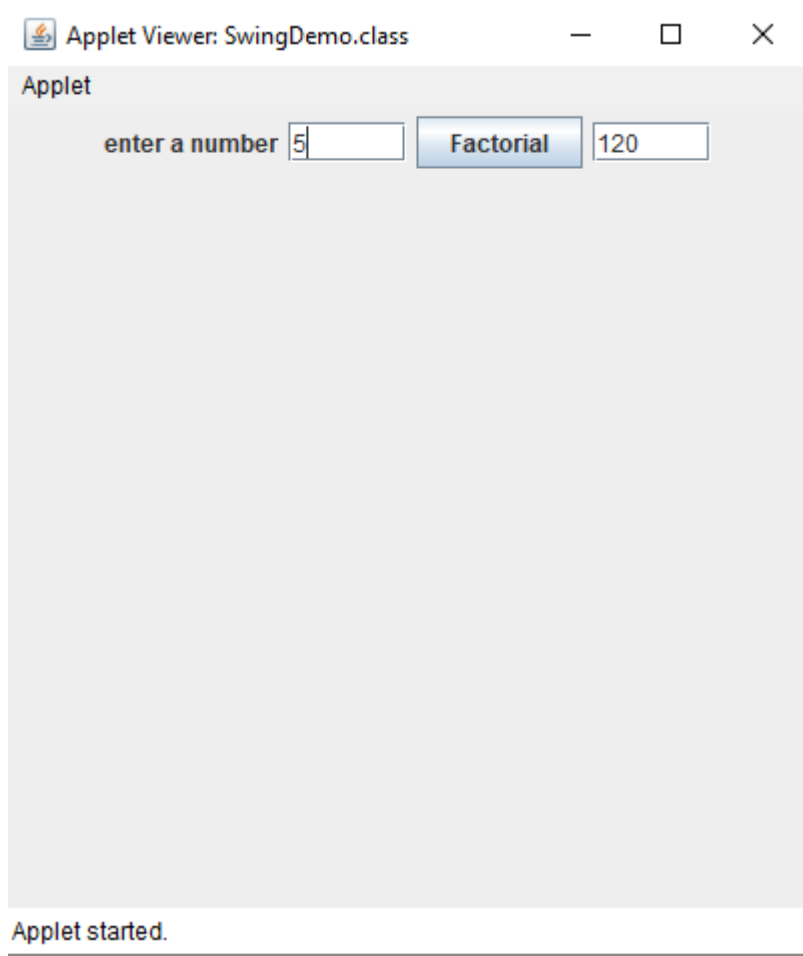 Applet Viewer: SwingDemo.class
Applet
enter a number 5 Factorial 120
Applet started.